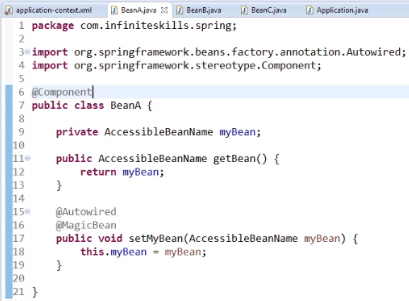 application-context.xml BeanA.java BeanB.java BeanC.java Application.java
1 package com.infiniteskills.spring;
2
3 import org.springframework.beans.factory.annotation.Autowired;
4 import org.springframework.stereotype.Component;
5
6 @Component
7 public class BeanA {
8
9 private AccessibleBeanName myBean;
10
11 public AccessibleBeanName getBean() {
12 return myBean;
13 }
14
15 @Autowired
16 @MagicBean
17 public void setMyBean(AccessibleBeanName myBean) {
18 this.myBean = myBean;
19 }
20
21 }